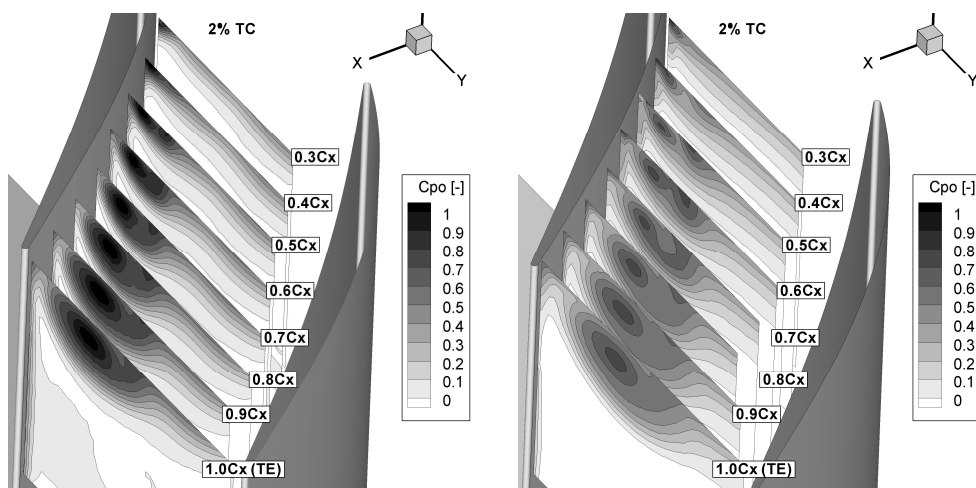 2% TC
X
Y
0.3Cx
0.4Cx
0.5Cx
0.6Cx
0.7Cx
0.8Cx
0.9Cx
1.0Cx (TE)
Cpo [-]
1
0.9
0.8
0.7
0.6
0.5
0.4
0.3
0.2
0.1
0
2% TC
X
Y
0.3Cx
0.4Cx
0.5Cx
0.6Cx
0.7Cx
0.8Cx
0.9Cx
1.0Cx (TE)
Cpo [-]
1
0.9
0.8
0.7
0.6
0.5
0.4
0.3
0.2
0.1
0